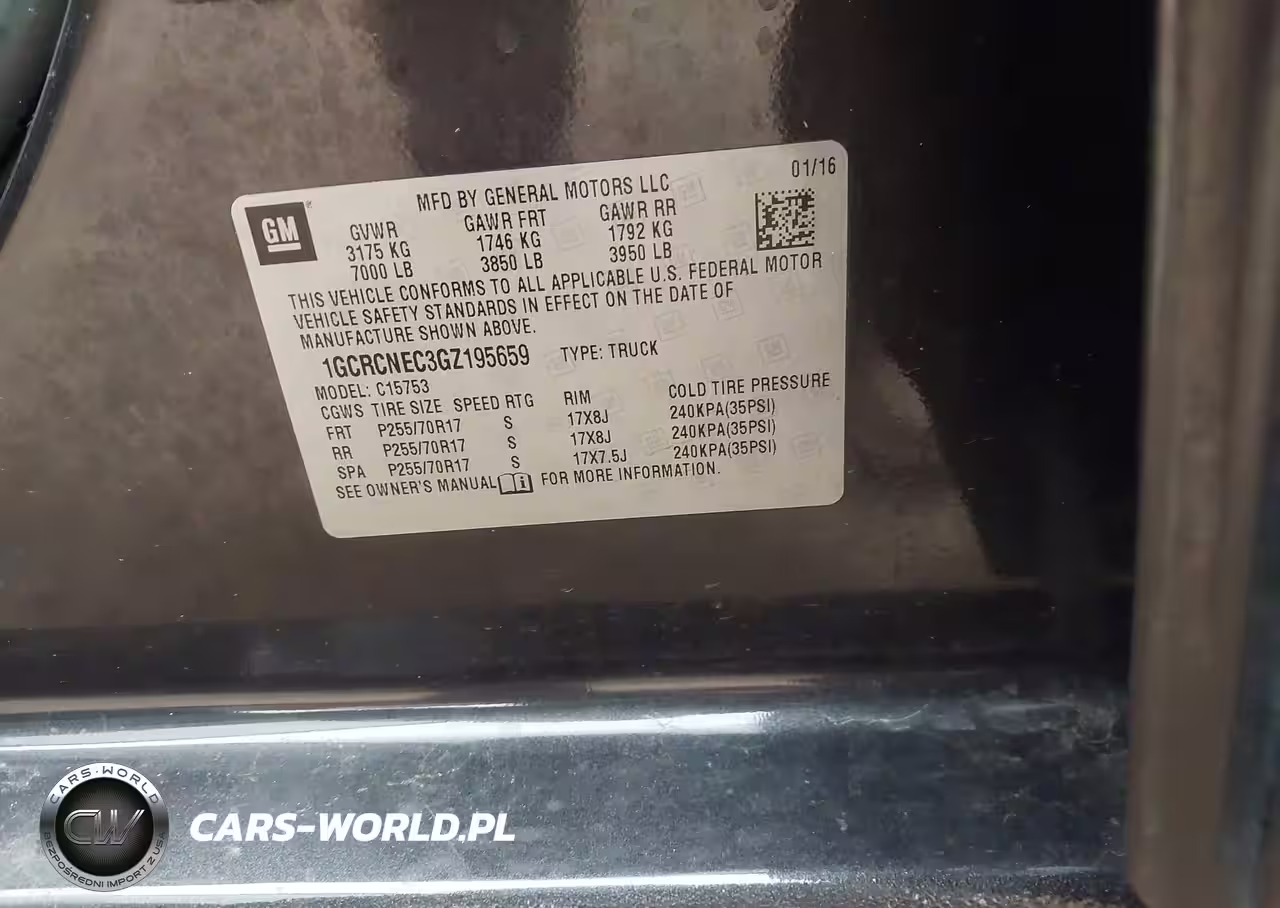 01/16
MFD BY GENERAL MOTORS LLC
GM
GVWR GAWR FRT GAWR RR
3175 KG 1746 KG 1792 KG
7000 LB 3850 LB 3950 LB
THIS VEHICLE CONFORMS TO ALL APPLICABLE U.S. FEDERAL MOTOR
VEHICLE SAFETY STANDARDS IN EFFECT ON THE DATE OF
MANUFACTURE SHOWN ABOVE.
1GCRCNEC3GZ195659 TYPE: TRUCK
MODEL: C15753
CGWS TIRE SIZE SPEED RTG RIM COLD TIRE PRESSURE
FRT P255/70R17 S 17X8J 240KPA(35PSI)
RR P255/70R17 S 17X8J 240KPA(35PSI)
SPA P255/70R17 S 17X7.5J 240KPA(35PSI)
SEE OWNER'S MANUAL FOR MORE INFORMATION.
CARS-WORLD
CW
BEZPOŚREDNI IMPORT Z USA
CARS-WORLD.PL